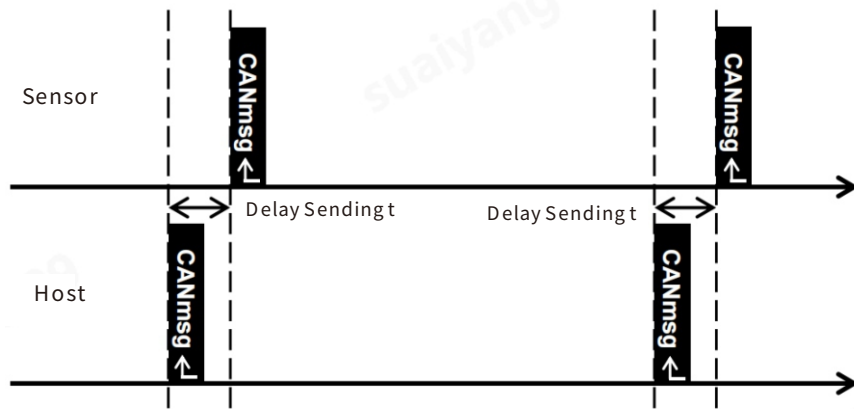 suaiyang
CANmsg
CANmsg
Sensor
Delay Sending t
Delay Sending t
CANmsg
CANmsg
Host